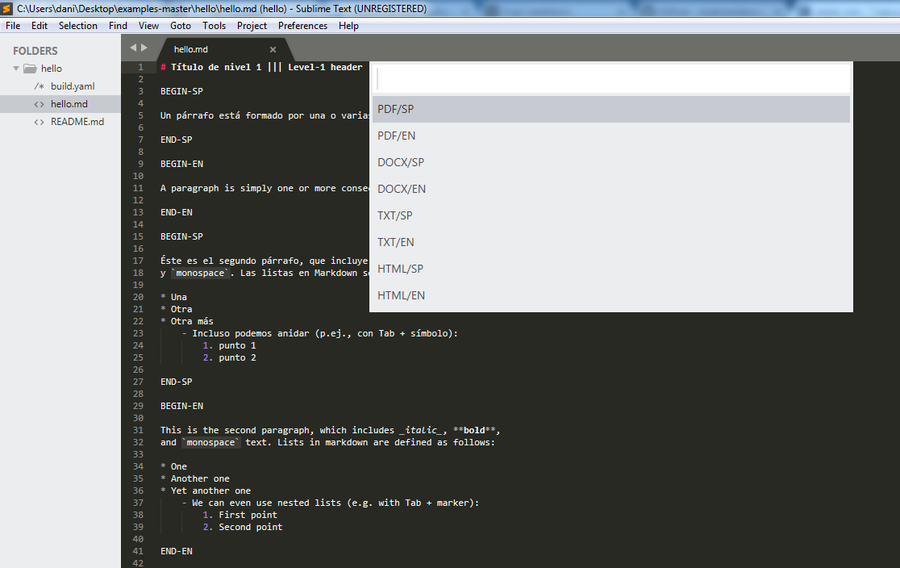 C:\Users\dani\Desktop\examples-master\hello\hello.md (hello) - Sublime Text (UNREGISTERED)
File Edit Selection Find View Goto Tools Project Preferences Help
FOLDERS
hello
/* build.yaml
<> hello.md
<> README.md
hello.md ×
1 # Título de nivel 1 ||| Level-1 header
2
3 BEGIN-SP
4
5 Un párrafo está formado por una o varias
6
7 END-SP
8
9 BEGIN-EN
10
11 A paragraph is simply one or more conse
12
13 END-EN
14
15 BEGIN-SP
16
17 Éste es el segundo párrafo, que incluye
18 y `monospace`. Las listas en Markdown s
19
20 * Una
21 * Otra
22 * Otra más
23 - Incluso podemos anidar (p.ej., con Tab + símbolo):
24 1. punto 1
25 2. punto 2
26
27 END-SP
28
29 BEGIN-EN
30
31 This is the second paragraph, which includes _italic_, **bold**,
32 and `monospace` text. Lists in markdown are defined as follows:
33
34 * One
35 * Another one
36 * Yet another one
37 - We can even use nested lists (e.g. with Tab + marker):
38 1. First point
39 2. Second point
40
41 END-EN
42
PDF/SP
PDF/EN
DOCX/SP
DOCX/EN
TXT/SP
TXT/EN
HTML/SP
HTML/EN